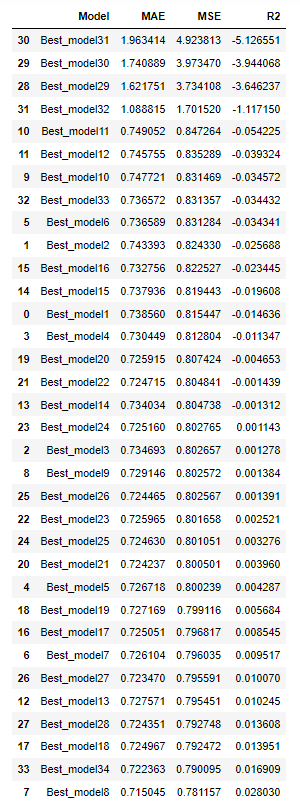 Model MAE MSE R2
30 Best_model31 1.963414 4.923813 -5.126551
29 Best_model30 1.740889 3.973470 -3.944068
28 Best_model29 1.621751 3.734108 -3.646237
31 Best_model32 1.088815 1.701520 -1.117150
10 Best_model11 0.749052 0.847264 -0.054225
11 Best_model12 0.745755 0.835289 -0.039324
9 Best_model10 0.747721 0.831469 -0.034572
32 Best_model33 0.736572 0.831357 -0.034432
5 Best_model6 0.736589 0.831284 -0.034341
1 Best_model2 0.743393 0.824330 -0.025688
15 Best_model16 0.732756 0.822527 -0.023445
14 Best_model15 0.737936 0.819443 -0.019608
0 Best_model1 0.738560 0.815447 -0.014636
3 Best_model4 0.730449 0.812804 -0.011347
19 Best_model20 0.725915 0.807424 -0.004653
21 Best_model22 0.724715 0.804841 -0.001439
13 Best_model14 0.734034 0.804738 -0.001312
23 Best_model24 0.725160 0.802765 0.001143
2 Best_model3 0.734693 0.802657 0.001278
8 Best_model9 0.729146 0.802572 0.001384
25 Best_model26 0.724465 0.802567 0.001391
22 Best_model23 0.725965 0.801658 0.002521
24 Best_model25 0.724630 0.801051 0.003276
20 Best_model21 0.724237 0.800501 0.003960
4 Best_model5 0.726718 0.800239 0.004287
18 Best_model19 0.727169 0.799116 0.005684
16 Best_model17 0.725051 0.796817 0.008545
6 Best_model7 0.726104 0.796035 0.009517
26 Best_model27 0.723470 0.795591 0.010070
12 Best_model13 0.727571 0.795451 0.010245
27 Best_model28 0.724351 0.792748 0.013608
17 Best_model18 0.724967 0.792472 0.013951
33 Best_model34 0.722363 0.790095 0.016909
7 Best_model8 0.715045 0.781157 0.028030